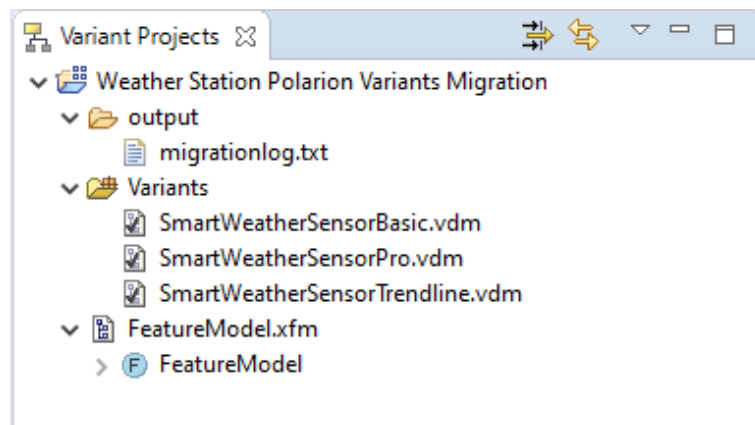 Variant Projects
Weather Station Polarion Variants Migration
output
migrationlog.txt
Variants
SmartWeatherSensorBasic.vdm
SmartWeatherSensorPro.vdm
SmartWeatherSensorTrendline.vdm
FeatureModel.xfm
F FeatureModel